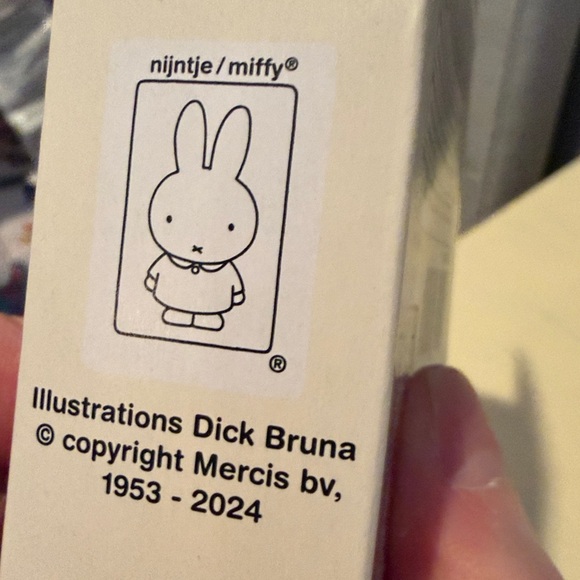 nijntje/miffy®
®
Illustrations Dick Bruna
© copyright Mercis bv,
1953 - 2024